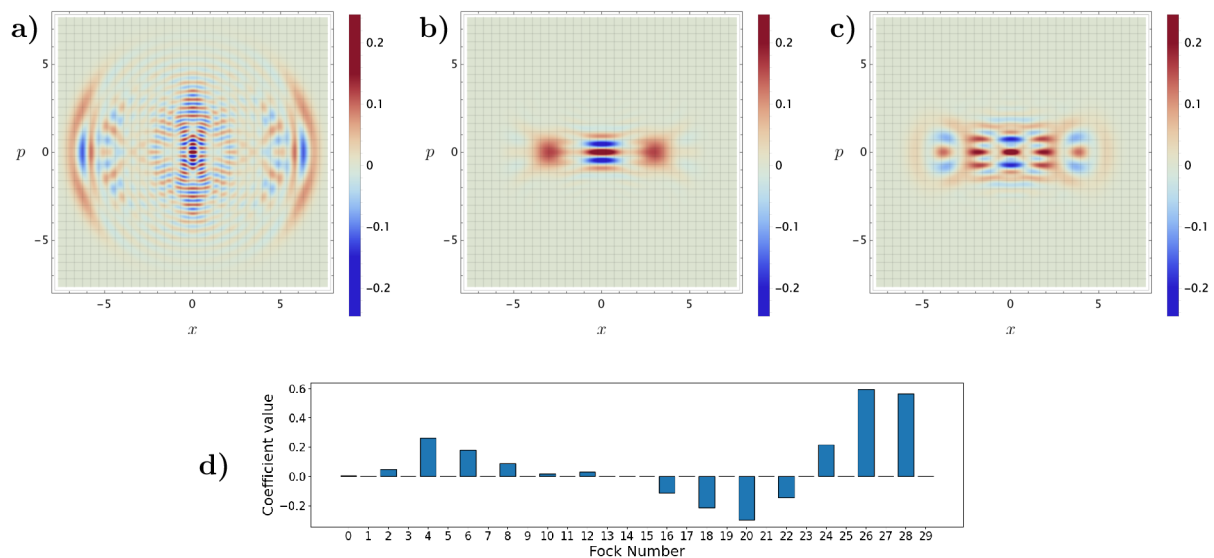 a)
0.2
0.1
0
-0.1
-0.2
5
0
-5
p
-5
0
5
x
b)
0.2
0.1
0
-0.1
-0.2
5
0
-5
p
-5
0
5
x
c)
0.2
0.1
0
-0.1
-0.2
5
0
-5
p
-5
0
5
x
d)
Coefficient value
0.6
0.4
0.2
0.0
−0.2
0 1 2 3 4 5 6 7 8 9 10 11 12 13 14 15 16 17 18 19 20 21 22 23 24 25 26 27 28 29
Fock Number